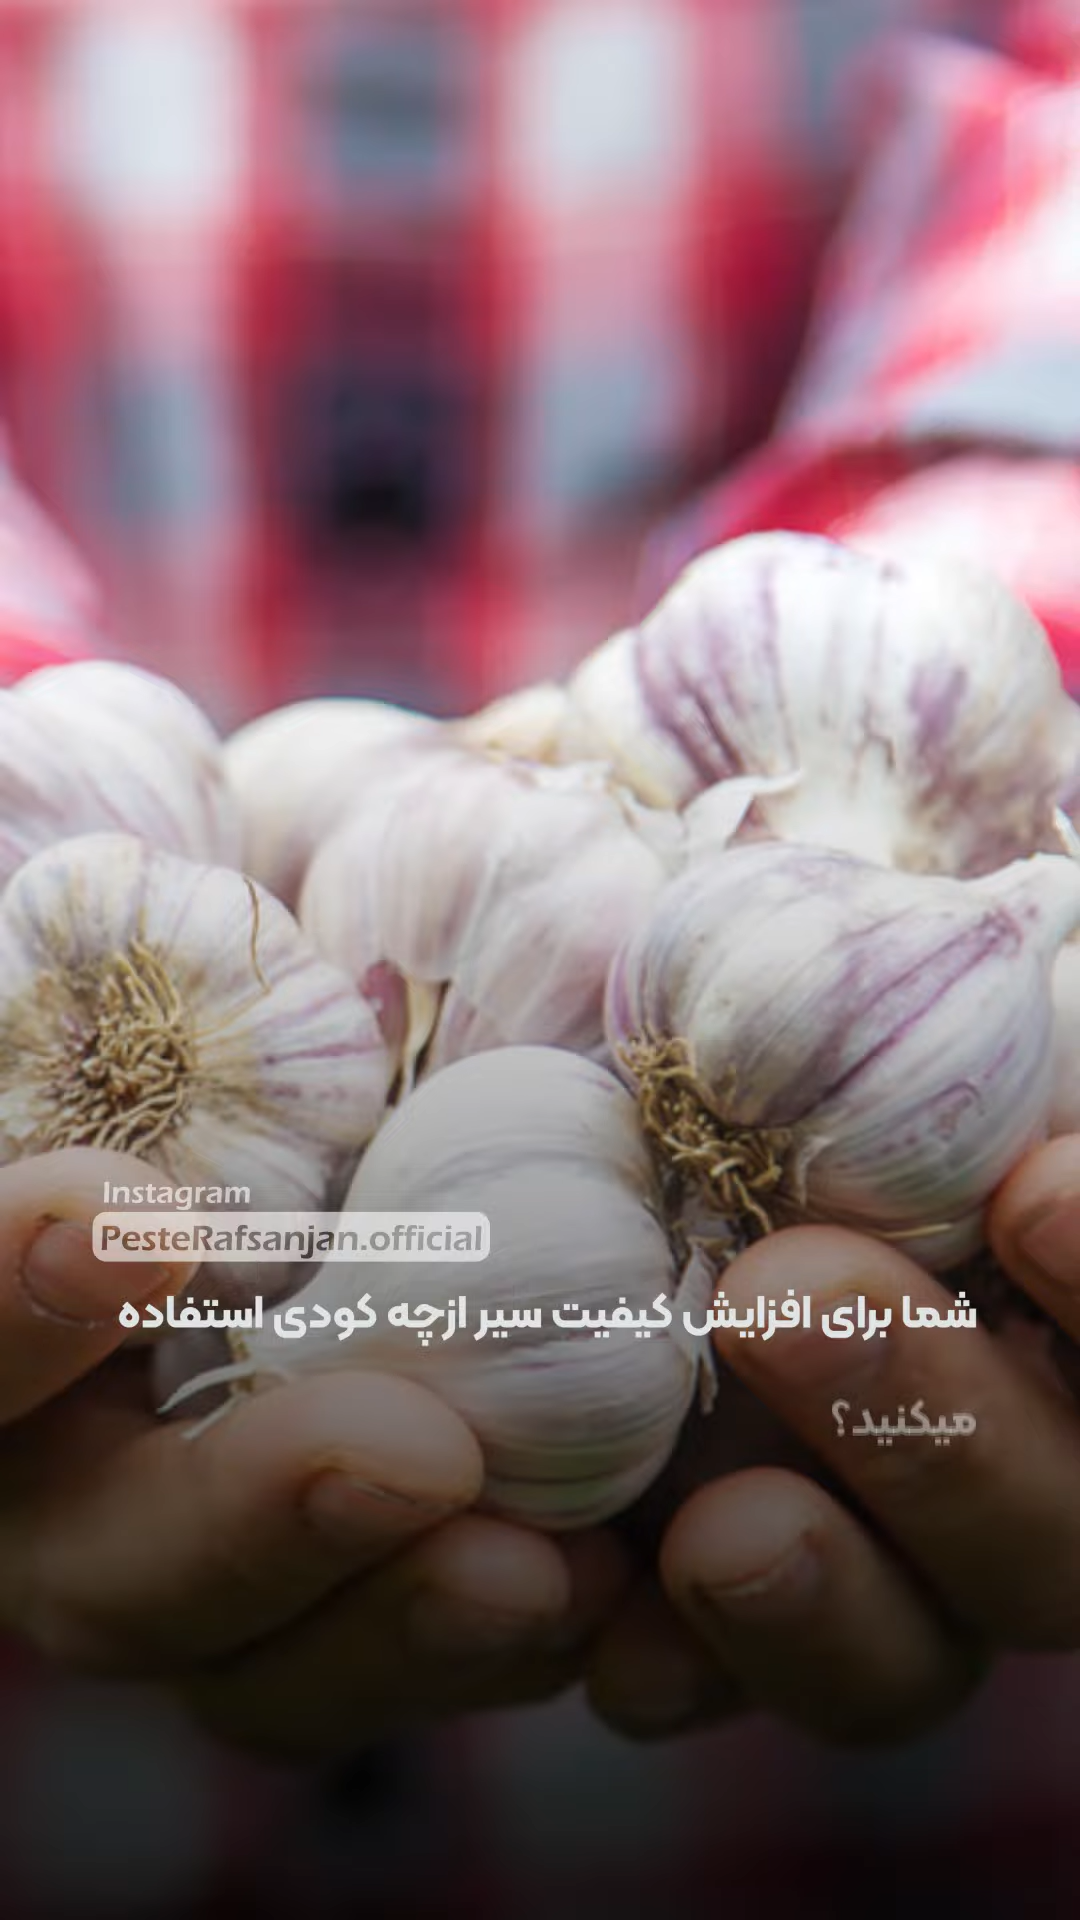 Instagram
PesteRafsanjan.official
شما برای افزایش کیفیت سیر ازچه کودی استفاده
میکنید؟